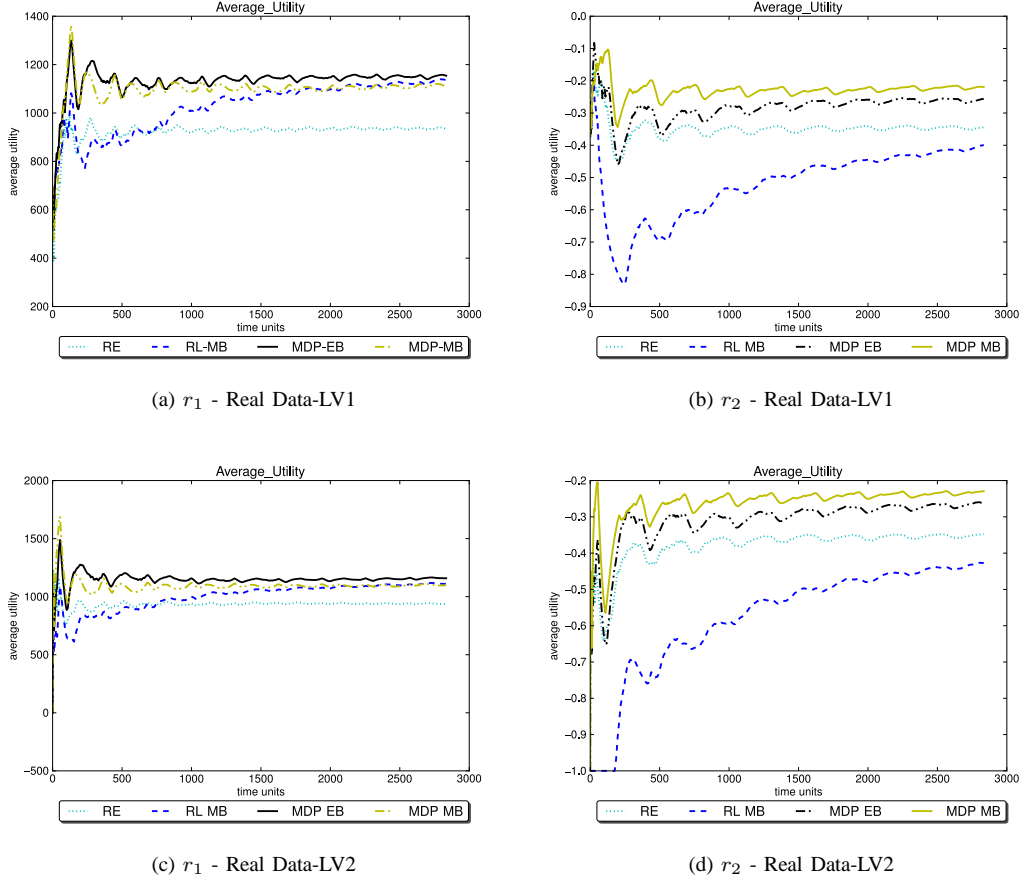 Average_Utility
1400
1200
1000
800
600
400
200
average utility
0 500 1000 1500 2000 2500 3000
time units
RE RL-MB MDP-EB MDP-MB
(a) r1 - Real Data-LV1
Average_Utility
0.0
−0.1
−0.2
−0.3
−0.4
−0.5
−0.6
−0.7
−0.8
−0.9
average utility
0 500 1000 1500 2000 2500 3000
time units
RE RL MB MDP EB MDP MB
(b) r2 - Real Data-LV1
Average_Utility
2000
1500
1000
500
0
−500
average utility
0 500 1000 1500 2000 2500 3000
time units
RE RL MB MDP EB MDP MB
(c) r1 - Real Data-LV2
Average_Utility
−0.2
−0.3
−0.4
−0.5
−0.6
−0.7
−0.8
−0.9
−1.0
average utility
0 500 1000 1500 2000 2500 3000
time units
RE RL MB MDP EB MDP MB
(d) r2 - Real Data-LV2